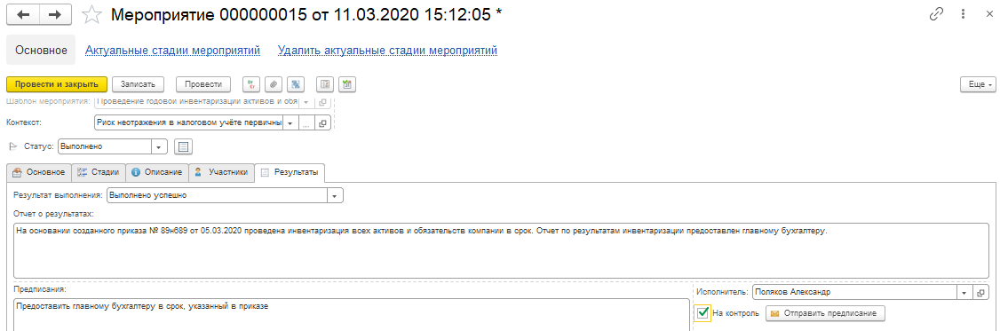 Мероприятие 000000015 от 11.03.2020 15:12:05 *
Основное Актуальные стадии мероприятий Удалить актуальные стадии мероприятий
Провести и закрыть Записать Провести Еще
Шаблон мероприятия: Проведение годовой инвентаризации активов и обя
Контекст: Риск неотражения в налоговом учёте первичны ...
Статус: Выполнено
Основное Стадии Описание Участники Результаты
Результат выполнения: Выполнено успешно
Отчет о результатах:
На основании созданного приказа № 89н689 от 05.03.2020 проведена инвентаризация всех активов и обязательств компании в срок. Отчет по результатам инвентаризации предоставлен главному бухгалтеру.
Предписания: Исполнитель: Поляков Александр
Предоставить главному бухгалтеру в срок, указанный в приказе
На контроль Отправить предписание